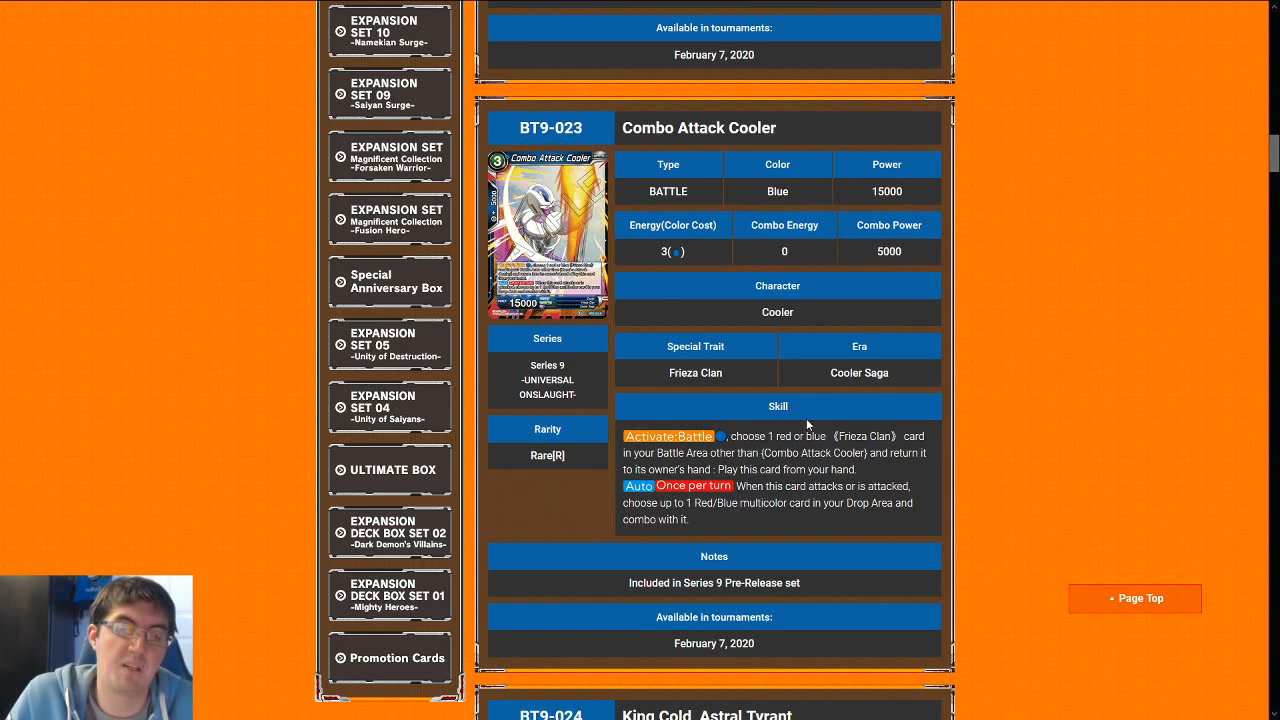 EXPANSION
SET 10
-Namekian Surge-
EXPANSION
SET 09
-Saiyan Surge-
EXPANSION SET
Magnificent Collection
-Forsaken Warrior-
EXPANSION SET
Magnificent Collection
-Fusion Hero-
Special
Anniversary Box
EXPANSION
SET 05
-Unity of Destruction-
EXPANSION
SET 04
-Unity of Saiyans-
ULTIMATE BOX
EXPANSION
DECK BOX SET 02
-Dark Demon's Villains-
EXPANSION
DECK BOX SET 01
-Mighty Heroes-
Promotion Cards
Available in tournaments:
February 7, 2020
BT9-023
Combo Attack Cooler
3
Combo Attack Cooler
15000
Type
Color
Power
BATTLE
Blue
15000
Energy(Color Cost)
Combo Energy
Combo Power
3( )
0
5000
Character
Cooler
Series
Series 9
-UNIVERSAL
ONSLAUGHT-
Rarity
Rare[R]
Special Trait
Era
Frieza Clan
Cooler Saga
Skill
Activate:Battle , choose 1 red or blue 《Frieza Clan》 card
in your Battle Area other than {Combo Attack Cooler} and return it
to its owner's hand : Play this card from your hand.
Auto Once per turn When this card attacks or is attacked,
choose up to 1 Red/Blue multicolor card in your Drop Area and
combo with it.
Notes
Included in Series 9 Pre-Release set
Available in tournaments:
February 7, 2020
Page Top
BT9-024
King Cold, Astral Tyrant